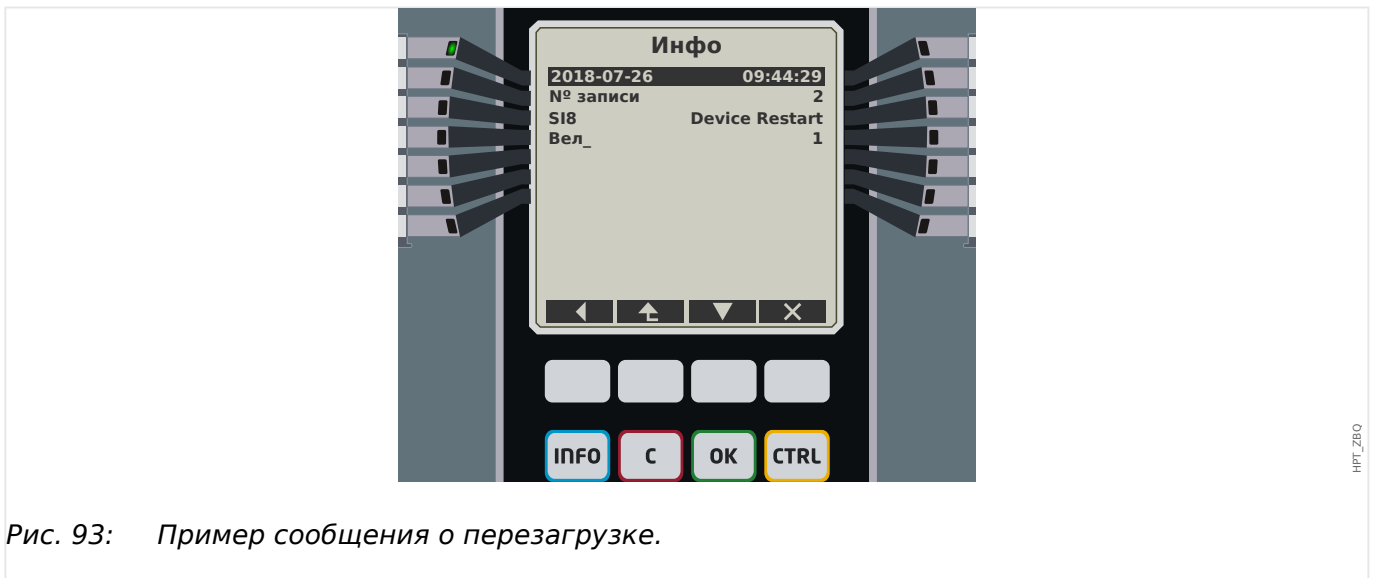 Инфо
2018-07-26 09:44:29
№ записи 2
SI8 Device Restart
Вел_ 1
INFO C OK CTRL
HPT_ZBQ
Рис. 93: Пример сообщения о перезагрузке.